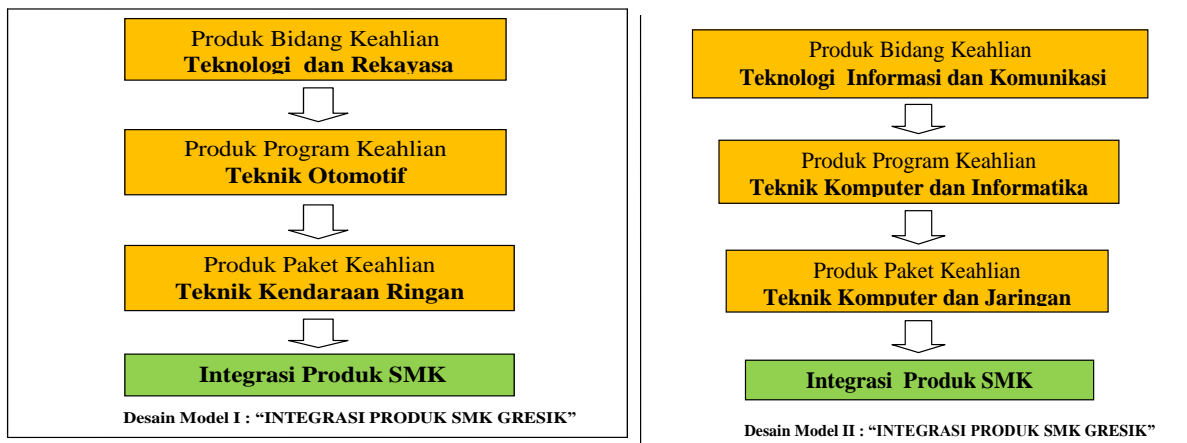 Produk Bidang Keahlian
Teknologi dan Rekayasa
Produk Program Keahlian
Teknik Otomotif
Produk Paket Keahlian
Teknik Kendaraan Ringan
Integrasi Produk SMK
Desain Model I : “INTEGRASI PRODUK SMK GRESIK”
Produk Bidang Keahlian
Teknologi Informasi dan Komunikasi
Produk Program Keahlian
Teknik Komputer dan Informatika
Produk Paket Keahlian
Teknik Komputer dan Jaringan
Integrasi Produk SMK
Desain Model II : “INTEGRASI PRODUK SMK GRESIK”